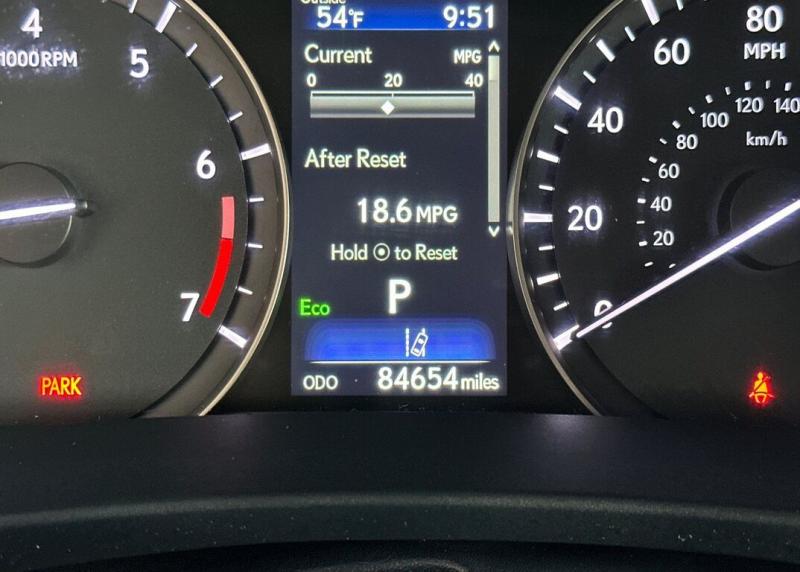 Outside
54°F 9:51
Current MPG
0 20 40
After Reset
18.6 MPG
Hold to Reset
P
Eco
ODO 84654 miles
4
1000RPM
5
6
7
PARK
80
MPH
60
40
20
0
140
120
100
km/h
80
60
40
20